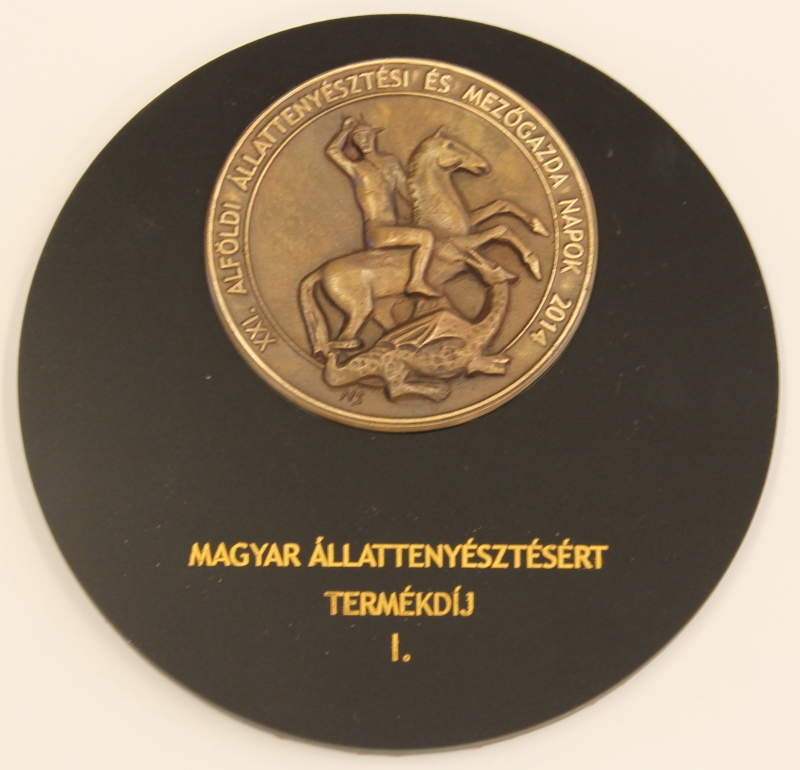 XXI. ALFÖLDI ÁLLATTENYÉSZTÉSI ÉS MEZŐGAZDA NAPOK 2014
MAGYAR ÁLLATTENYÉSZTÉSÉRT
TERMÉKDÍJ
I.